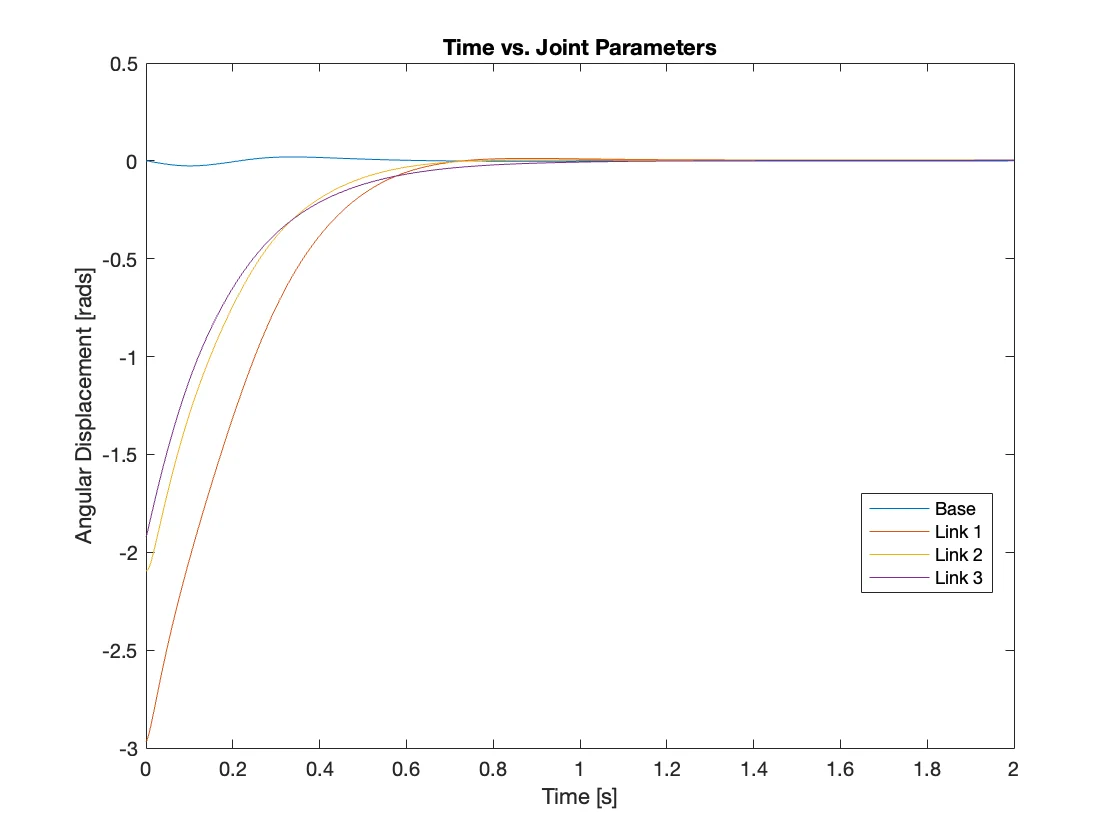 Time vs. Joint Parameters
0.5
0
-0.5
-1
-1.5
-2
-2.5
-3
Angular Displacement [rads]
Base
Link 1
Link 2
Link 3
0 0.2 0.4 0.6 0.8 1 1.2 1.4 1.6 1.8 2
Time [s]